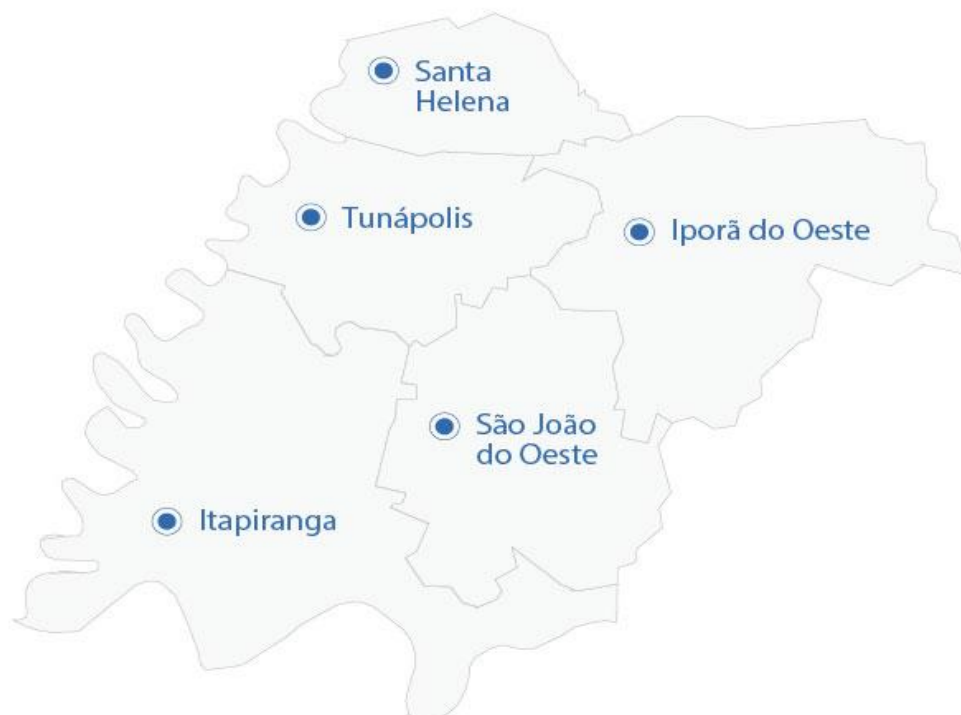 Santa
Helena
Tunápolis
Iporã do Oeste
São João
do Oeste
Itapiranga